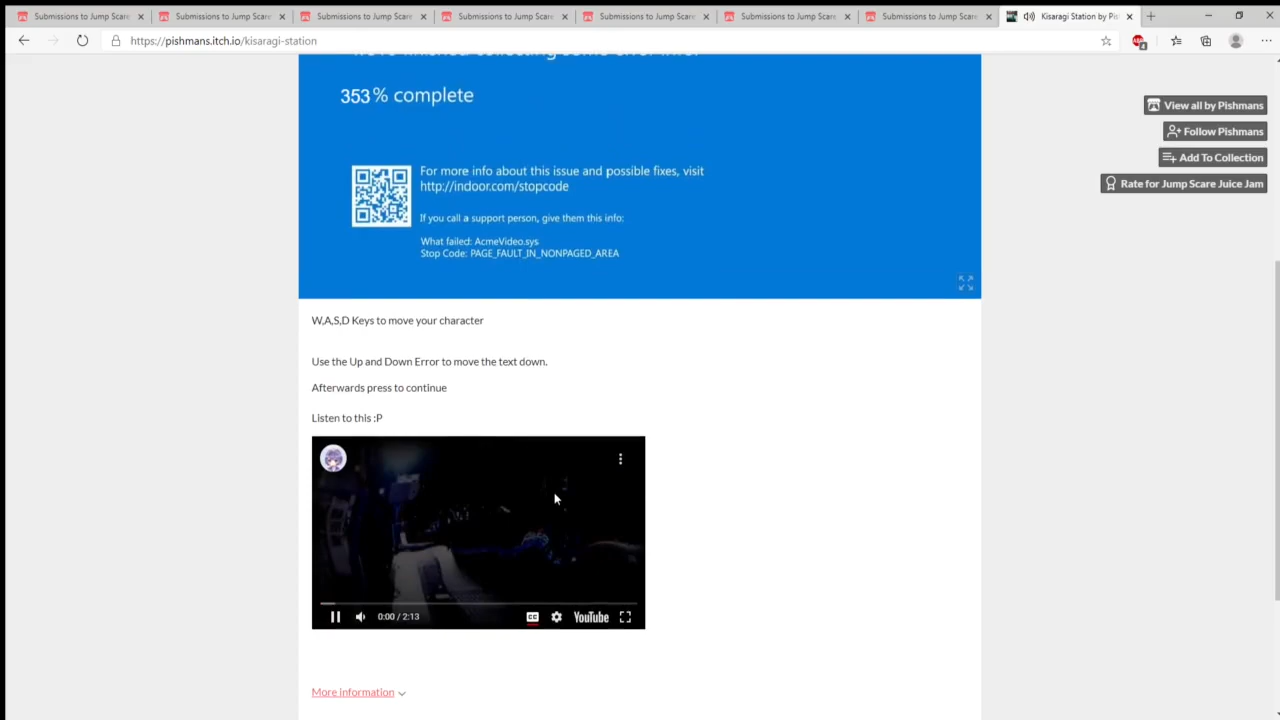 Submissions to Jump Scare
Submissions to Jump Scare
Submissions to Jump Scare
Submissions to Jump Scare
Submissions to Jump Scare
Submissions to Jump Scare
Submissions to Jump Scare
Kisaragi Station by Pis
https://pishmans.itch.io/kisaragi-station
353% complete
For more info about this issue and possible fixes, visit
http://indoor.com/stopcode
If you call a support person, give them this info:
What failed: AcmeVideo.sys
Stop Code: PAGE_FAULT_IN_NONPAGED_AREA
View all by Pishmans
Follow Pishmans
Add To Collection
Rate for Jump Scare Juice Jam
W,A,S,D Keys to move your character
Use the Up and Down Error to move the text down.
Afterwards press to continue
Listen to this :P
0:00 / 2:13
CC
YouTube
More information